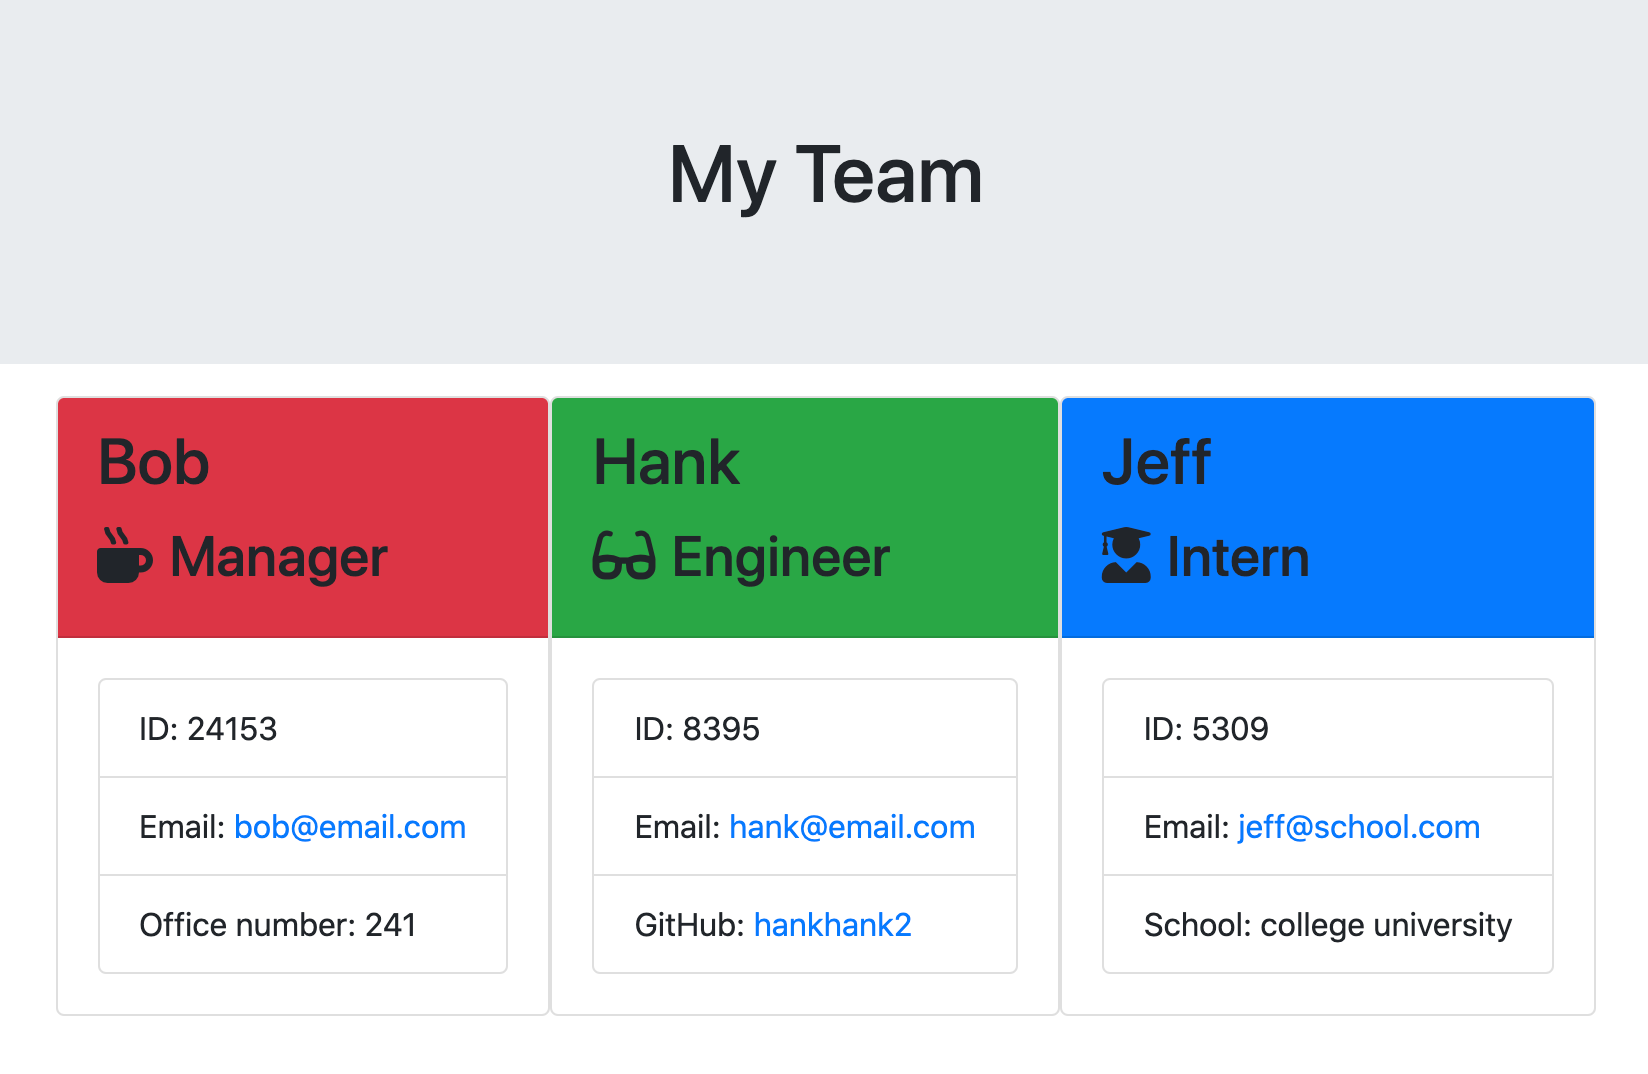 My Team
Bob
Manager
ID: 24153
Email: bob@email.com
Office number: 241
Hank
Engineer
ID: 8395
Email: hank@email.com
GitHub: hankhank2
Jeff
Intern
ID: 5309
Email: jeff@school.com
School: college university